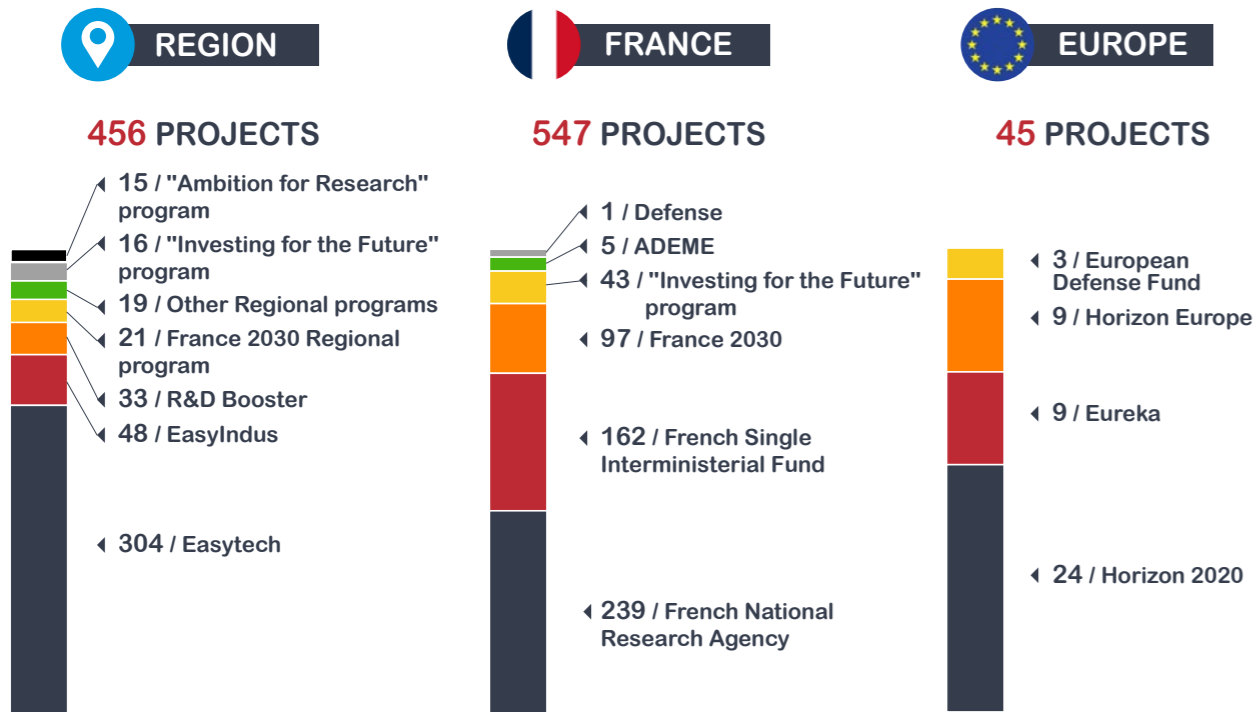 REGION
456 PROJECTS
15 / "Ambition for Research"
program
16 / "Investing for the Future"
program
19 / Other Regional programs
21 / France 2030 Regional
program
33 / R&D Booster
48 / EasyIndus
304 / Easytech
FRANCE
547 PROJECTS
1 / Defense
5 / ADEME
43 / "Investing for the Future"
program
97 / France 2030
162 / French Single
Interministerial Fund
239 / French National
Research Agency
EUROPE
45 PROJECTS
3 / European
Defense Fund
9 / Horizon Europe
9 / Eureka
24 / Horizon 2020